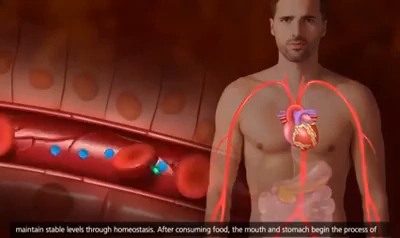 maintain stable levels through homeostasis. After consuming food, the mouth and stomach begin the process of